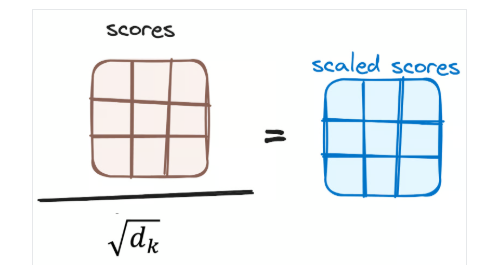 scores
scaled scores
=
√d_k